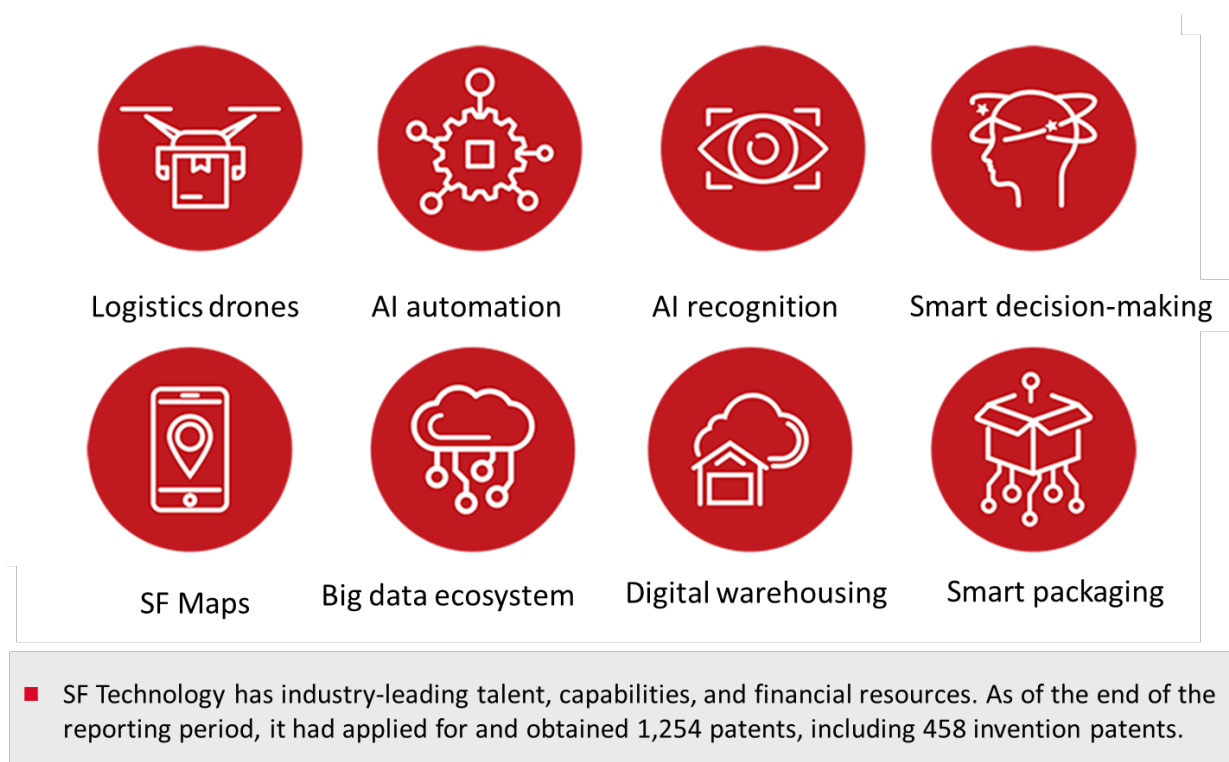 Logistics drones
AI automation
AI recognition
Smart decision-making
SF Maps
Big data ecosystem
Digital warehousing
Smart packaging
SF Technology has industry-leading talent, capabilities, and financial resources. As of the end of the
reporting period, it had applied for and obtained 1,254 patents, including 458 invention patents.